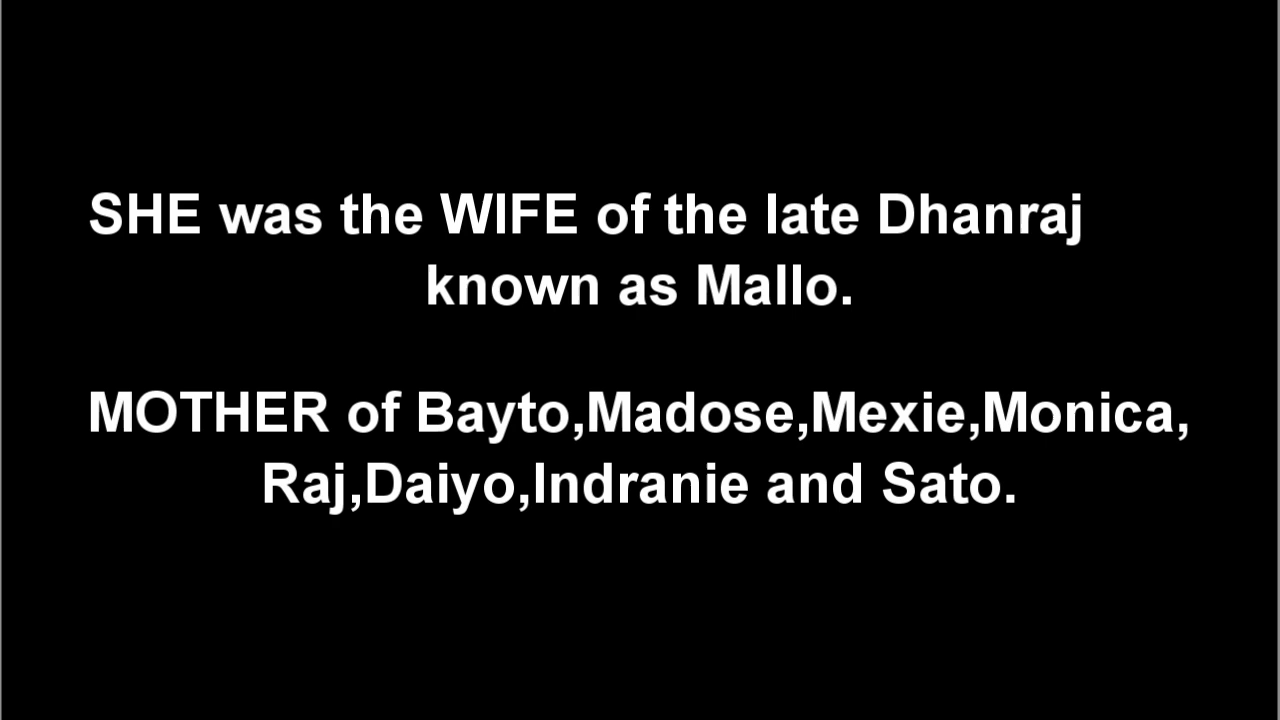 SHE was the WIFE of the late Dhanraj
known as Mallo.
MOTHER of Bayto,Madose,Mexie,Monica,
Raj,Daiyo,Indranie and Sato.